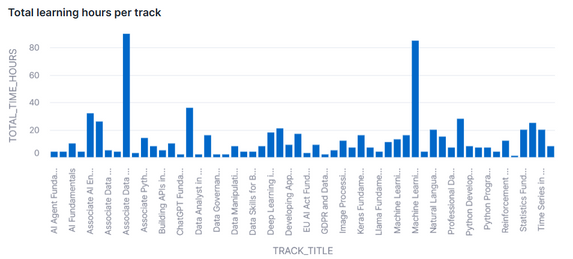 Total learning hours per track
TOTAL_TIME_HOURS
80
60
40
20
0
AI Agent Funda...
AI Fundamentals
Associate AI En...
Associate Data ...
Associate Data ...
Associate Pyth...
Building APIs in...
ChatGPT Funda...
Data Analyst in ...
Data Governan...
Data Manipulati...
Data Skills for B...
Deep Learning i...
Developing App...
EU AI Act Fund...
GDPR and Data...
Image Processi...
Keras Fundame...
Llama Fundame...
Machine Learni...
Machine Learni...
Natural Langua...
Professional Da...
Python Develop...
Python Progra...
Reinforcement ...
Statistics Fund...
Time Series in ...
TRACK_TITLE